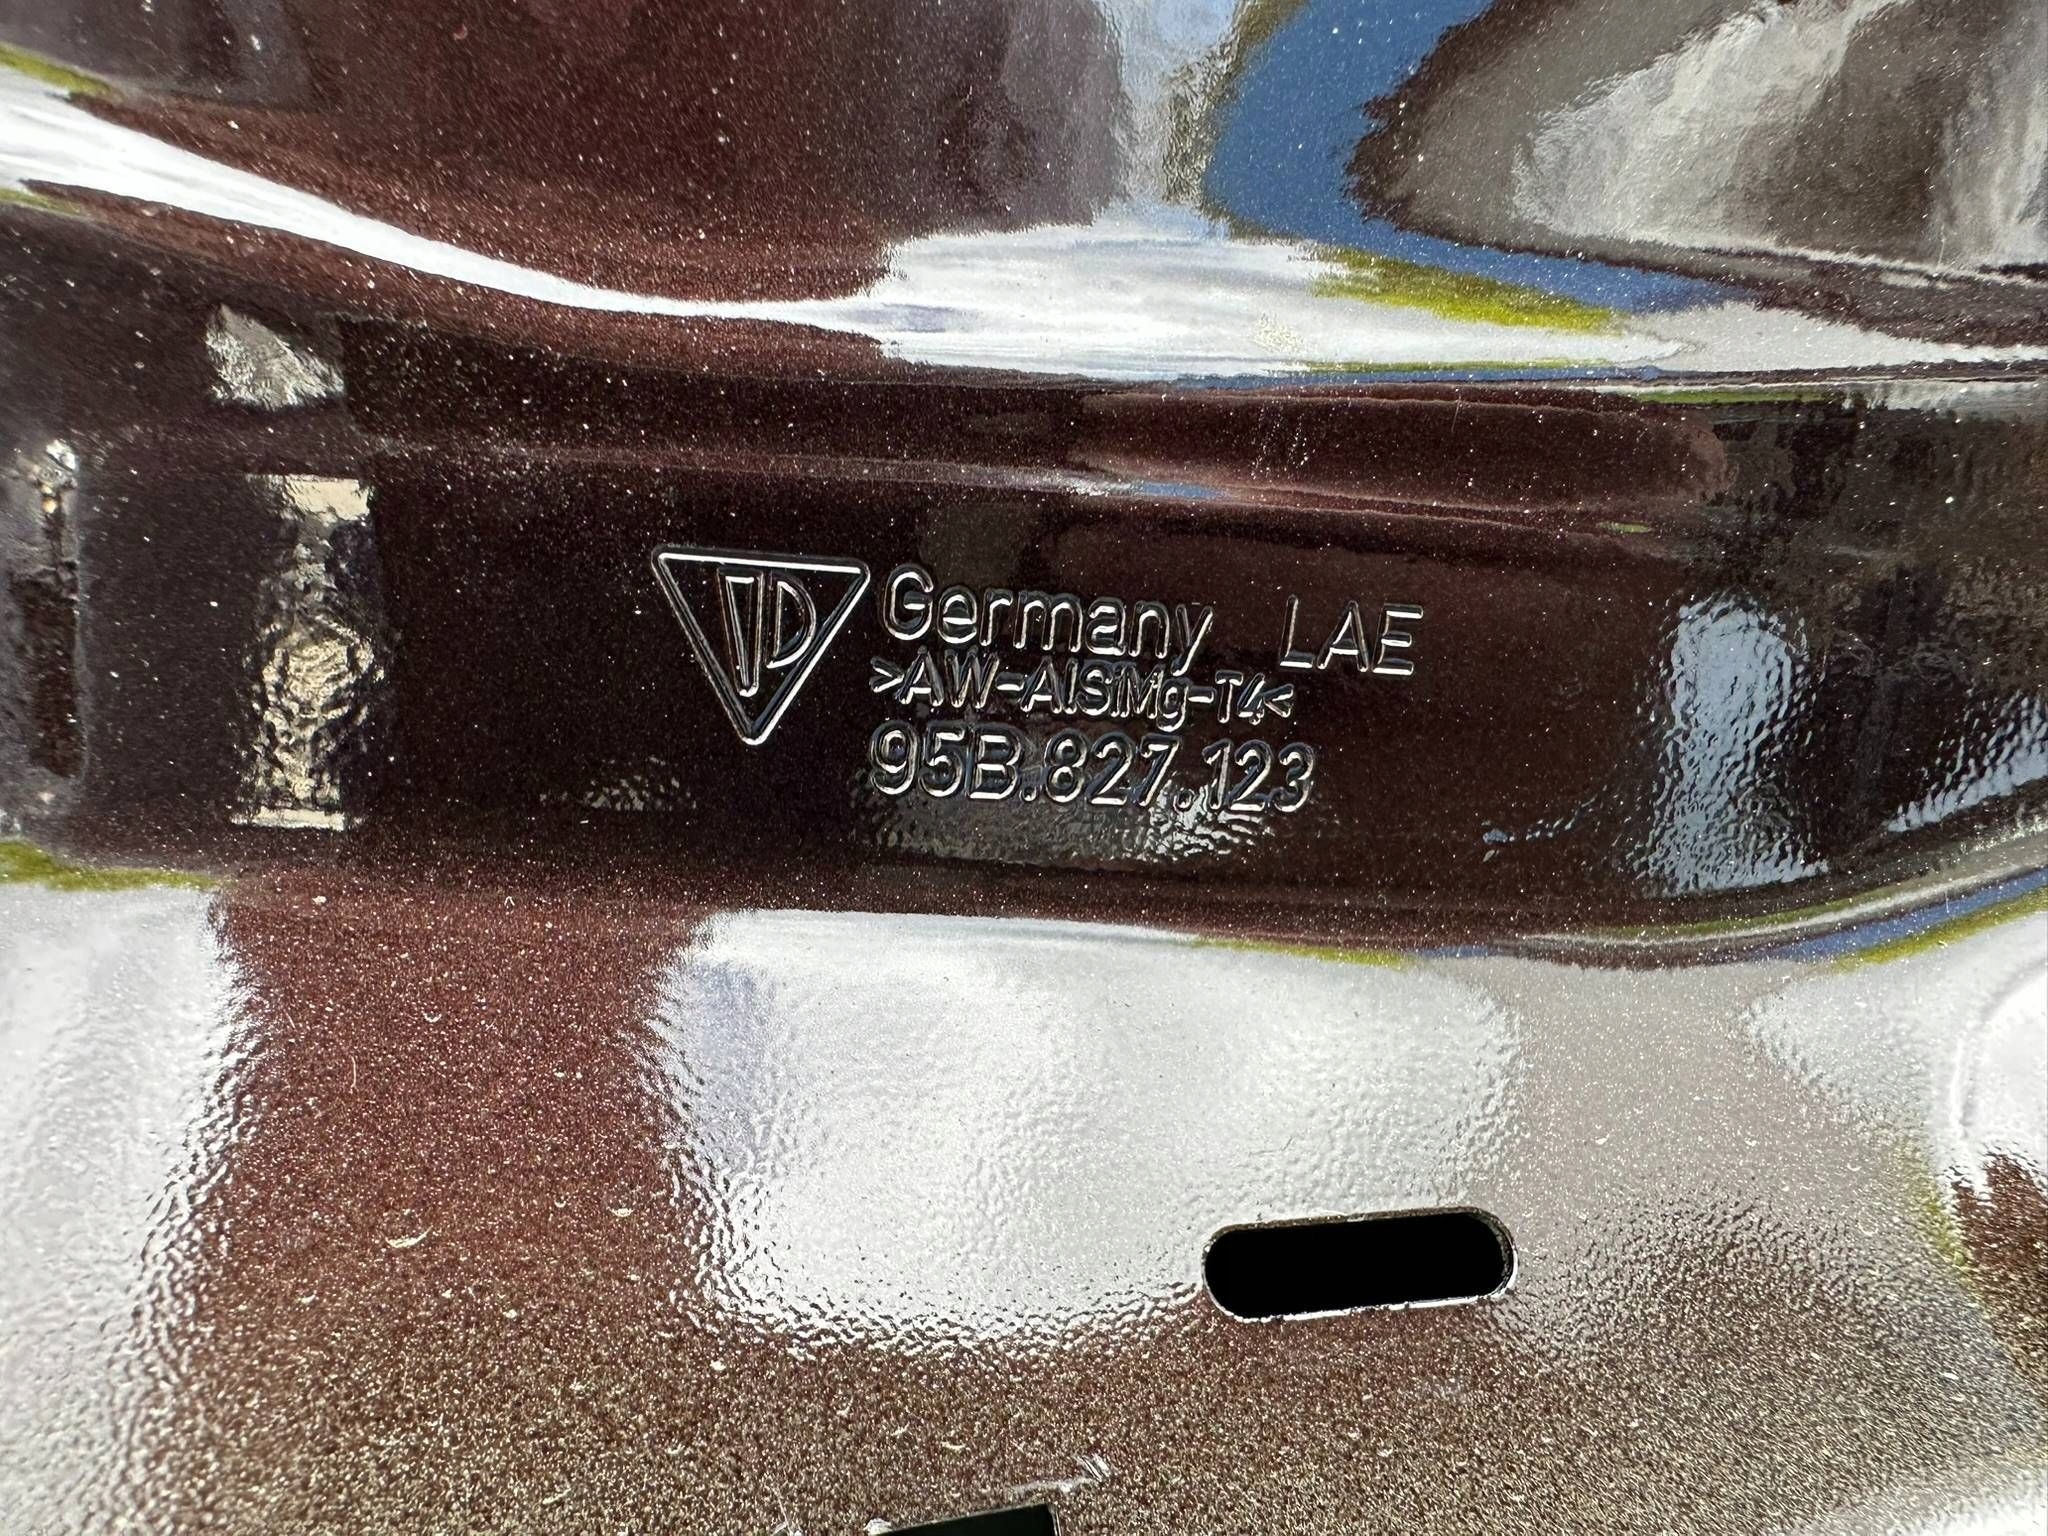 Germany LAE
>AW-AlSiMg-T4<
95B.827.123